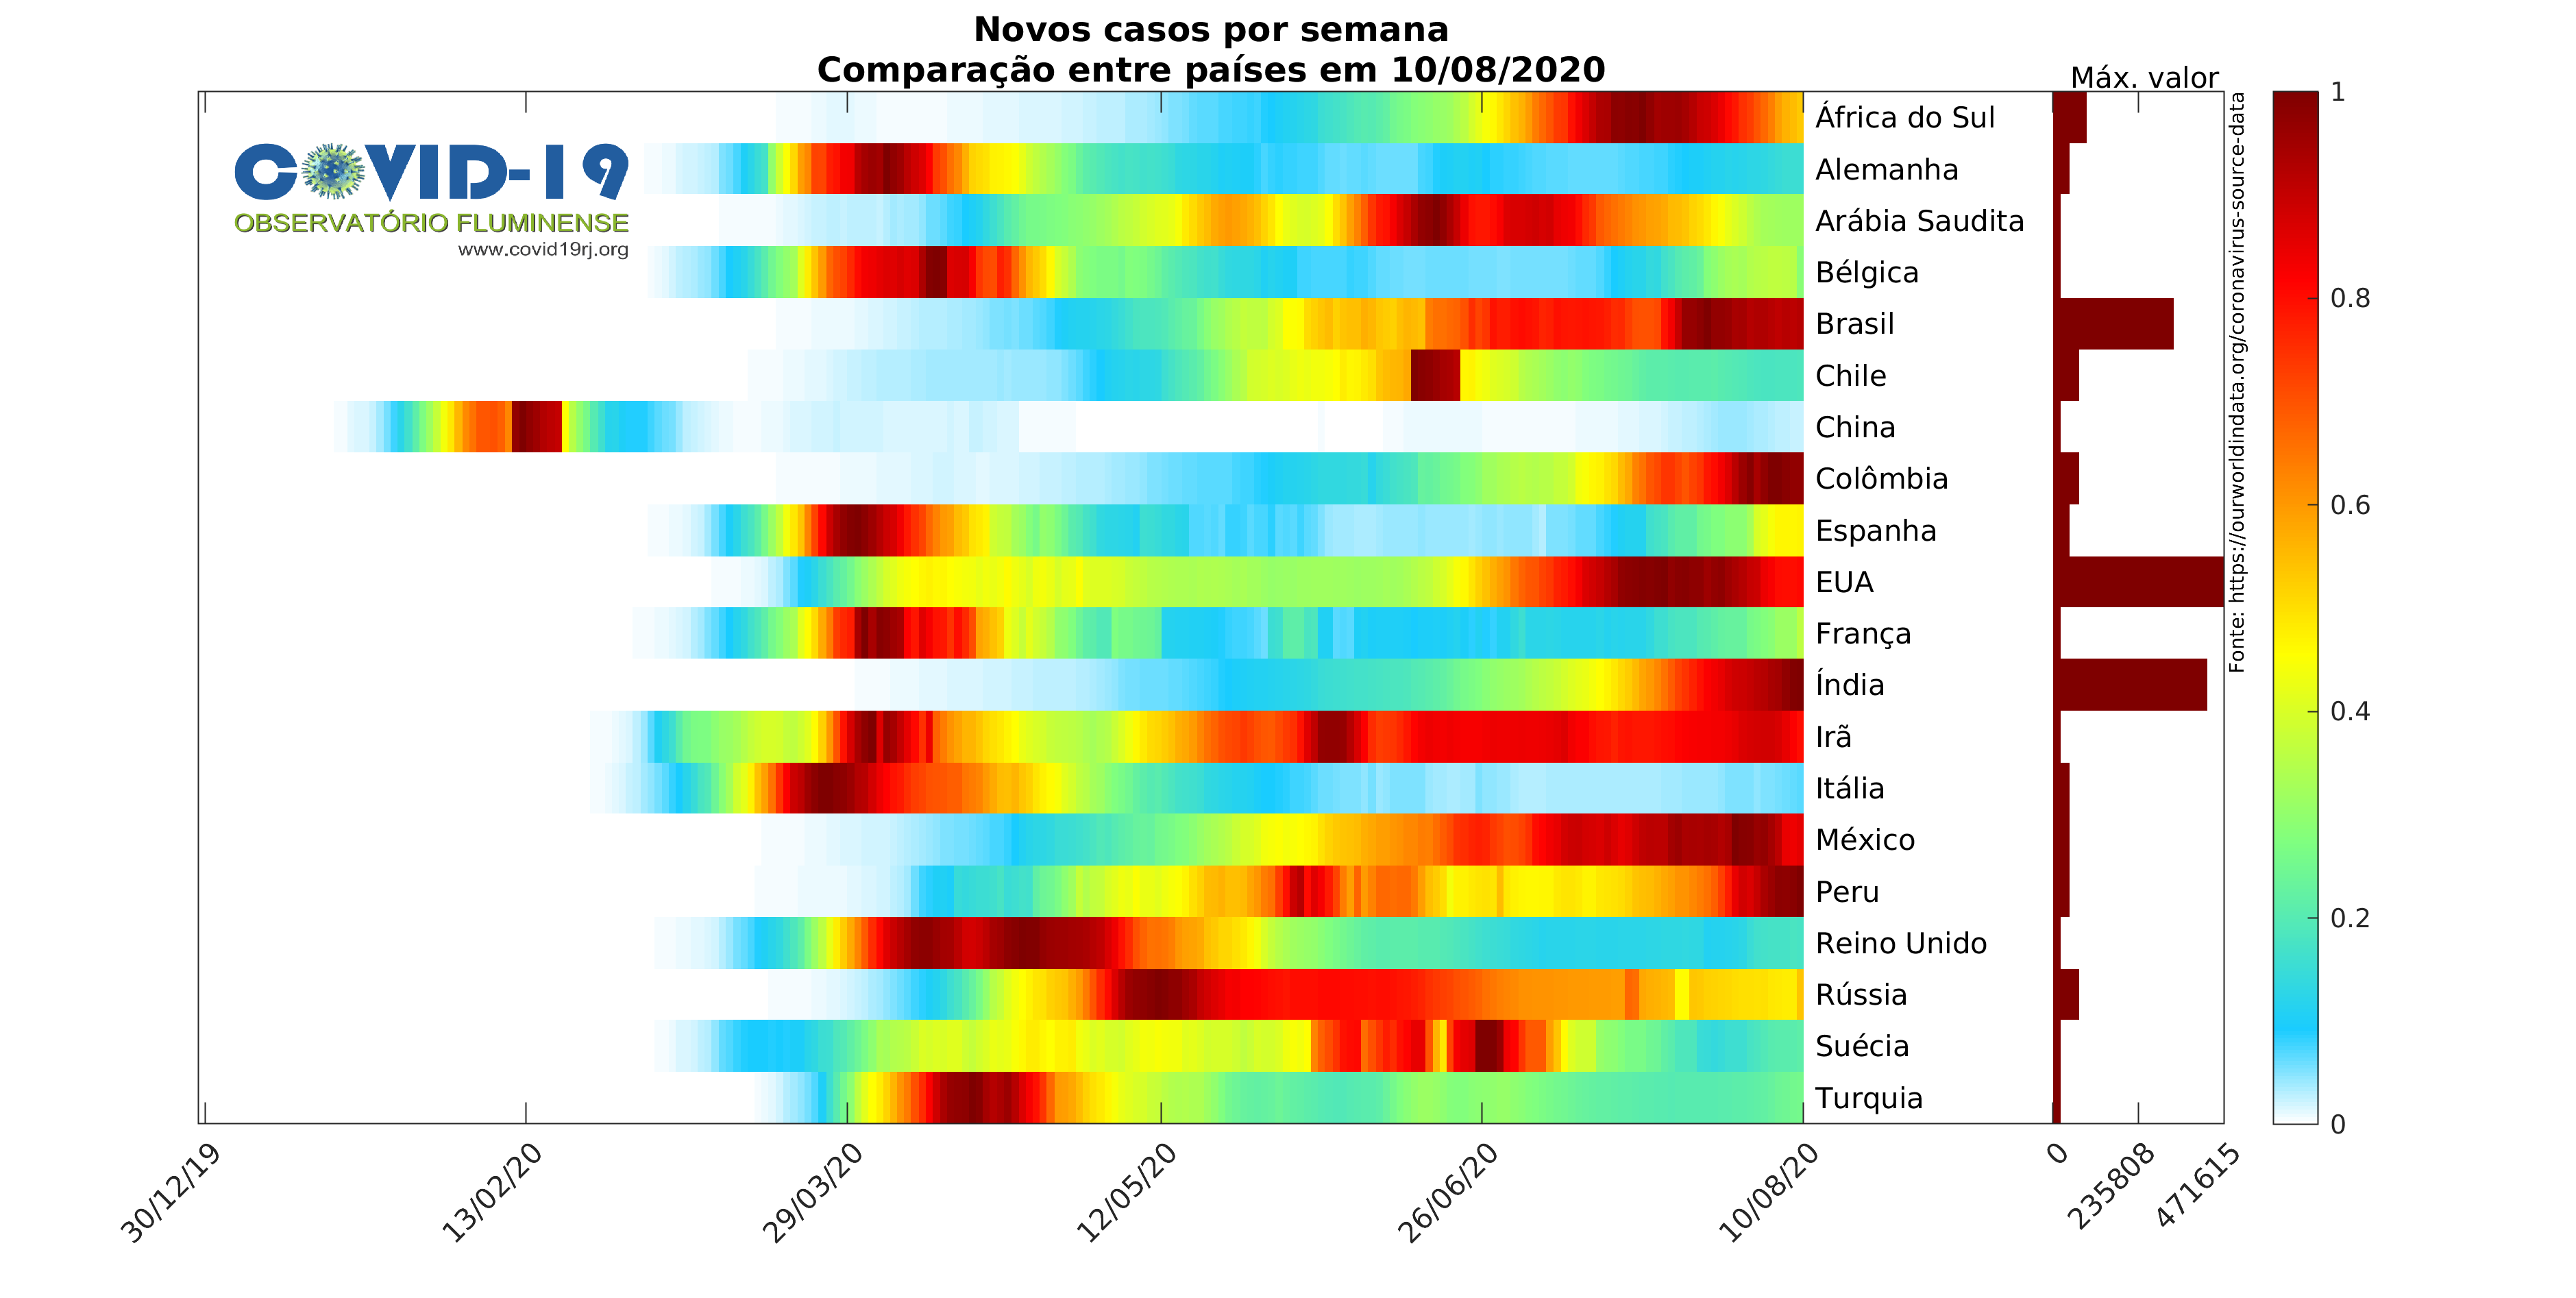 Novos casos por semana
Comparação entre países em 10/08/2020
Máx. valor
COVID-19
OBSERVATÓRIO FLUMINENSE
www.covid19rj.org
África do Sul
Alemanha
Arábia Saudita
Bélgica
Brasil
Chile
China
Colômbia
Espanha
EUA
França
Índia
Irã
Itália
México
Peru
Reino Unido
Rússia
Suécia
Turquia
Fonte: https://ourworldindata.org/coronavirus-source-data
1
0.8
0.6
0.4
0.2
0
30/12/19
13/02/20
29/03/20
12/05/20
26/06/20
10/08/20
0
235808
471615